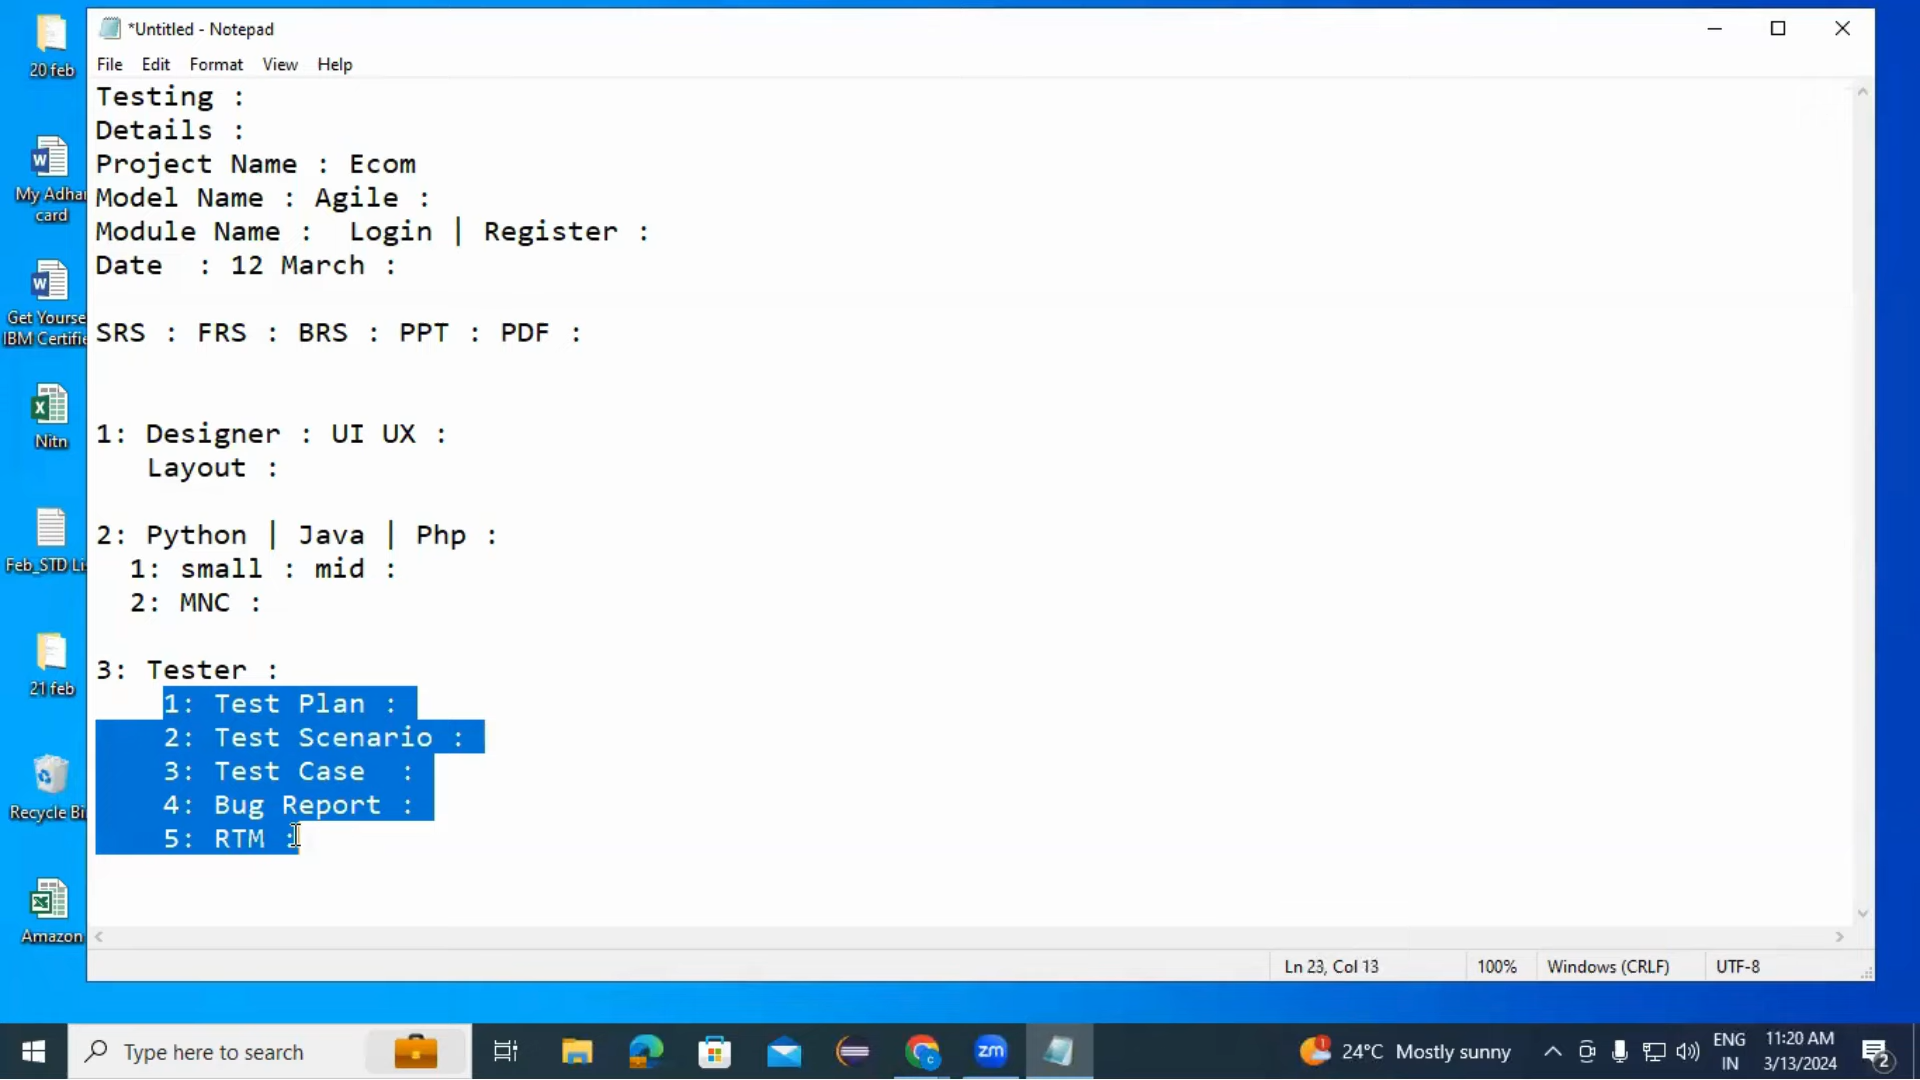 *Untitled - Notepad
File Edit Format View Help
Testing :
Details :
Project Name : Ecom
Model Name : Agile :
Module Name :  Login | Register :
Date  : 12 March :
SRS : FRS : BRS : PPT : PDF :
1: Designer : UI UX :
Layout :
2: Python | Java | Php :
1: small : mid :
2: MNC :
3: Tester :
1: Test Plan :
2: Test Scenario :
3: Test Case  :
4: Bug Report :
5: RTM :
Ln 23, Col 13 100% Windows (CRLF) UTF-8
20 feb
My Adhar
card
Get Yourse
IBM Certifie
Nitn
Feb_STD Li
21 feb
Recycle Bi
Amazon
Type here to search
zm
24°C Mostly sunny
ENG
IN
11:20 AM
3/13/2024
2